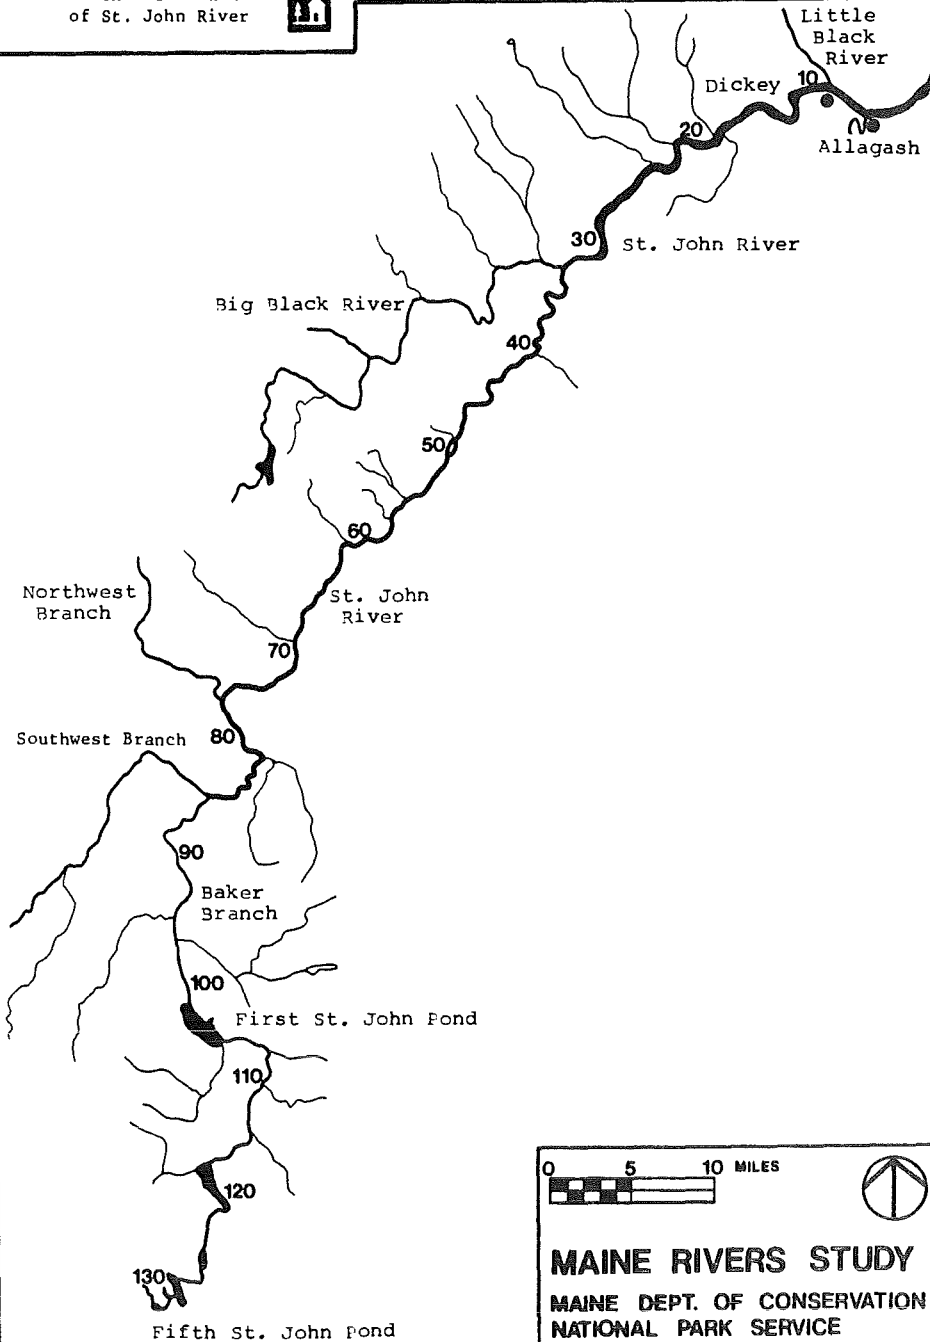 of St. John River
Little
Black
River
Dickey
10
20
Allagash
30
St. John River
Big Black River
40
50
60
Northwest
Branch
St. John
River
70
Southwest Branch
80
90
Baker
Branch
100
First St. John Pond
110
120
130
Fifth St. John Pond
0 5 10 MILES
MAINE RIVERS STUDY
MAINE DEPT. OF CONSERVATION
NATIONAL PARK SERVICE